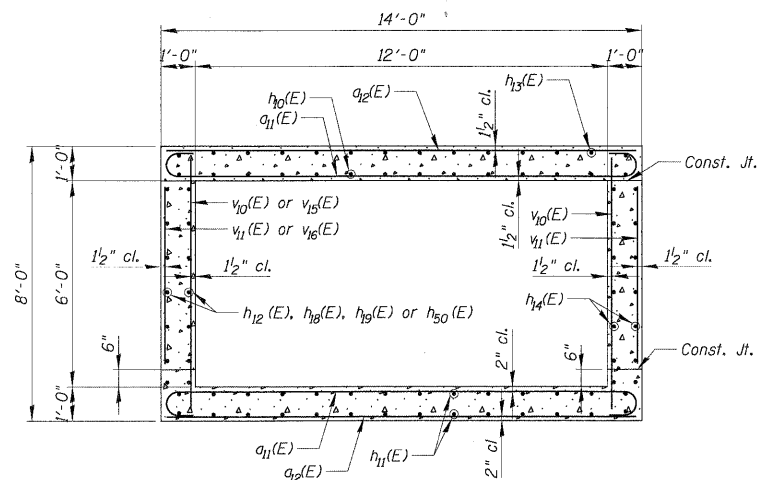 14'-0"
1'-0" 12'-0" 1'-0"
h10(E)
a11(E)
a12(E)
h13(E)
1½" cl.
1'-0"
Const. Jt.
v10(E) or v15(E)
v11(E) or v16(E)
1½" cl.
v10(E)
v11(E)
8'-0"
6'-0"
1½" cl.
1½" cl.
1½" cl.
1½" cl.
h12(E), h18(E), h19(E) or h50(E)
h14(E)
6"
2" cl.
6"
Const. Jt.
1'-0"
a11(E)
a12(E)
h11(E)
2" cl.